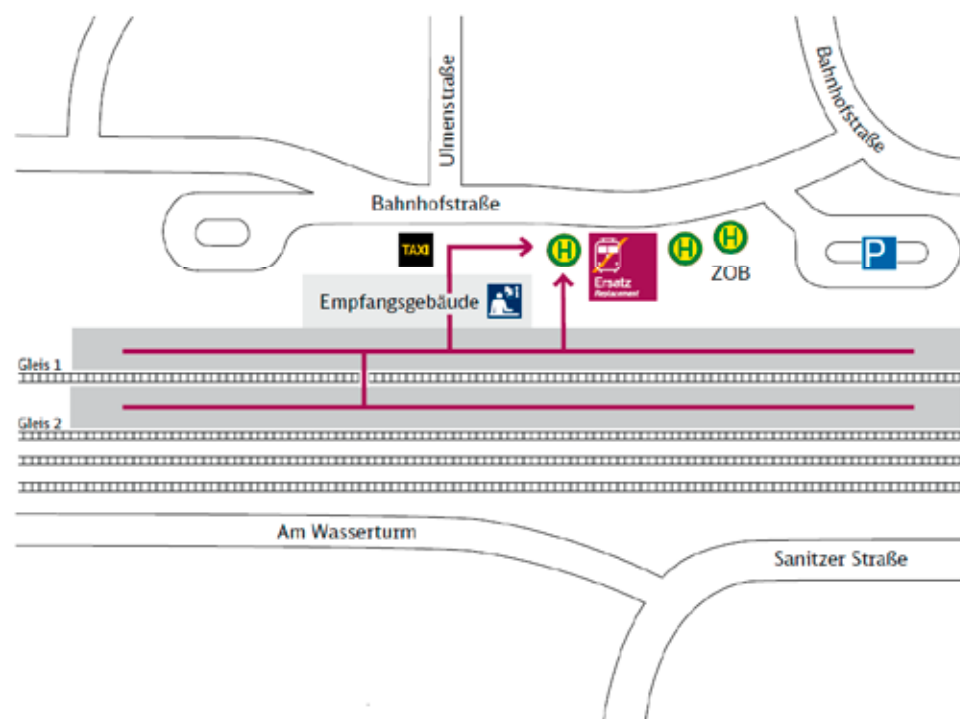 Ulmenstraße
Bahnhofstraße
Bahnhofstraße
TAXI
H
Ersatz
Replacement
H
H
ZOB
P
Empfangsgebäude
Gleis 1
Gleis 2
Am Wasserturm
Sanitzer Straße